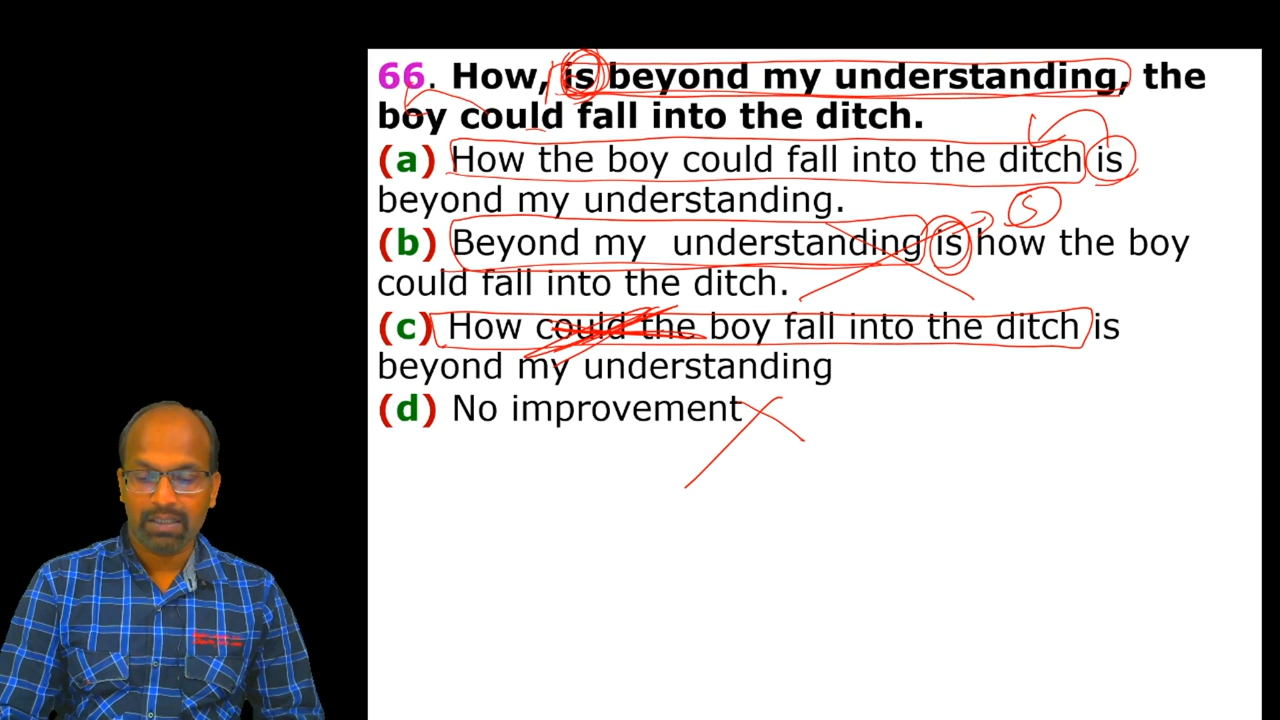 66. How, is beyond my understanding, the
boy could fall into the ditch.
(a) How the boy could fall into the ditch is
beyond my understanding.
(b) Beyond my understanding is how the boy
could fall into the ditch.
(c) How could the boy fall into the ditch is
beyond my understanding
(d) No improvement
S